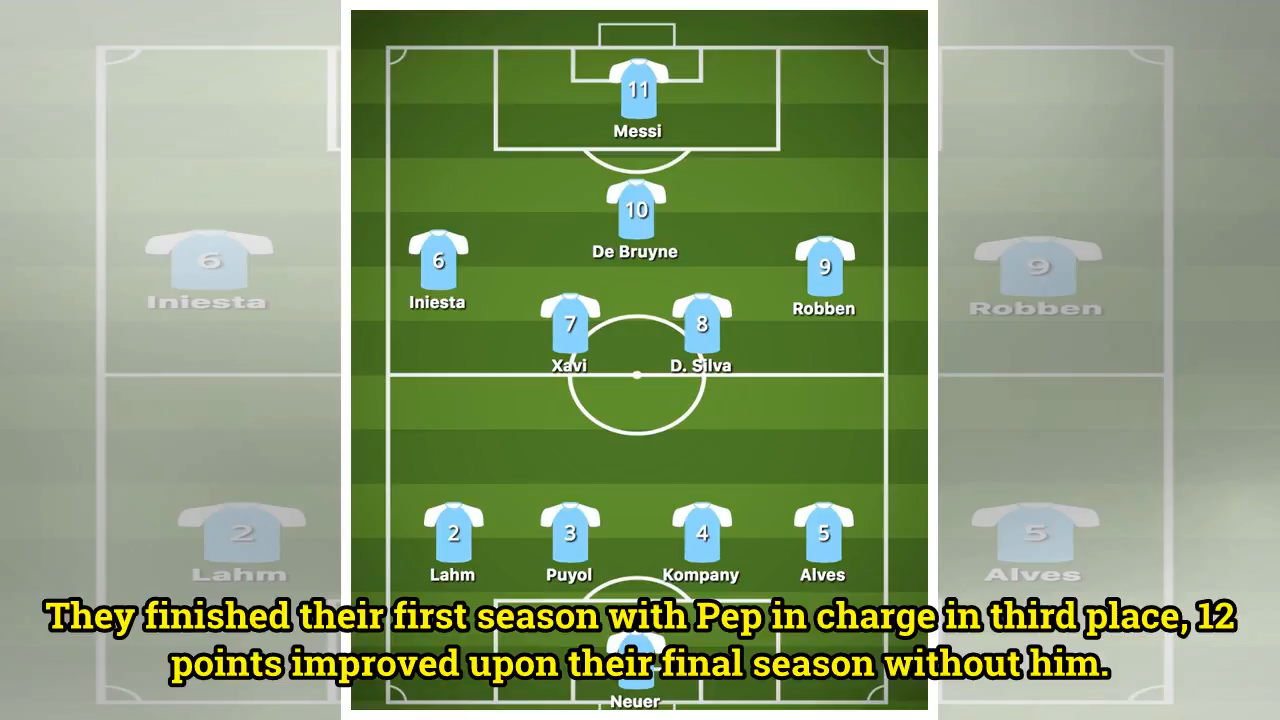 11
Messi
10
De Bruyne
6
Iniesta
9
Robben
7
Xavi
8
D. Silva
6
Iniesta
9
Robben
2
Lahm
3
Puyol
4
Kompany
5
Alves
2
Lahm
5
Alves
They finished their first season with Pep in charge in third place, 12
points improved upon their final season without him.
Neuer